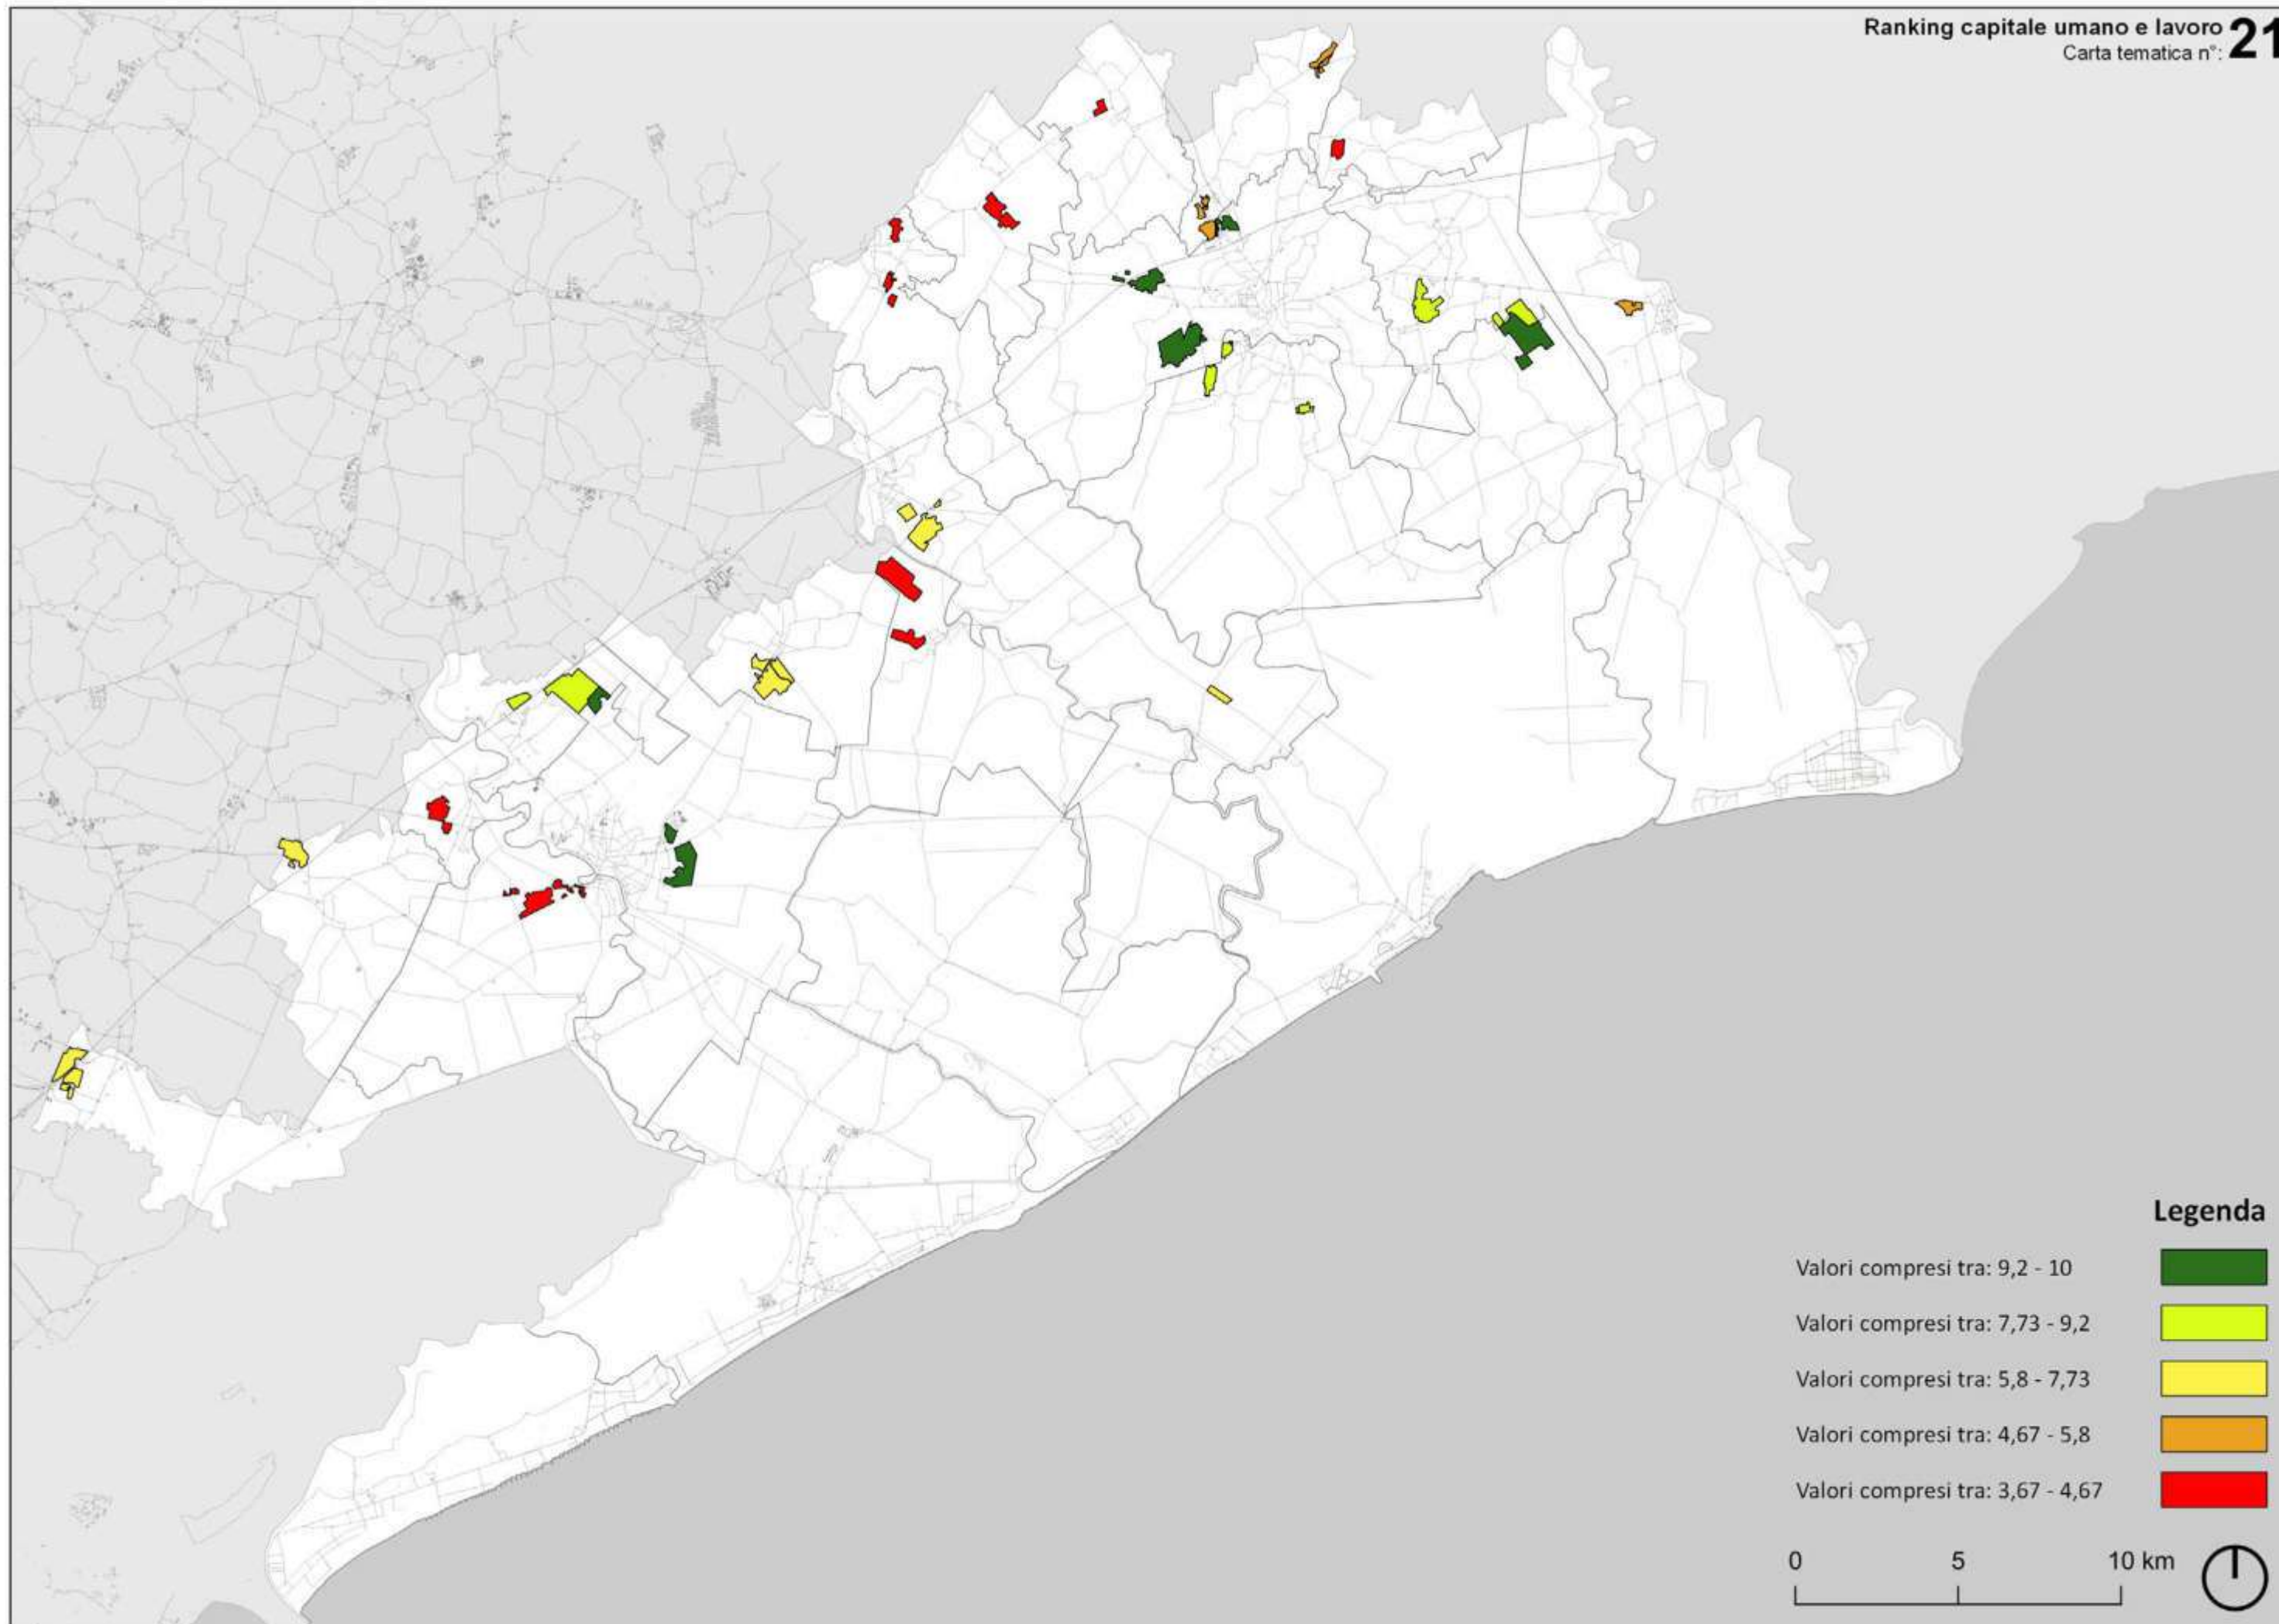 Ranking capitale umano e lavoro 21
Carta tematica n°:
Legenda
Valori compresi tra: 9,2 - 10
Valori compresi tra: 7,73 - 9,2
Valori compresi tra: 5,8 - 7,73
Valori compresi tra: 4,67 - 5,8
Valori compresi tra: 3,67 - 4,67
0 5 10 km